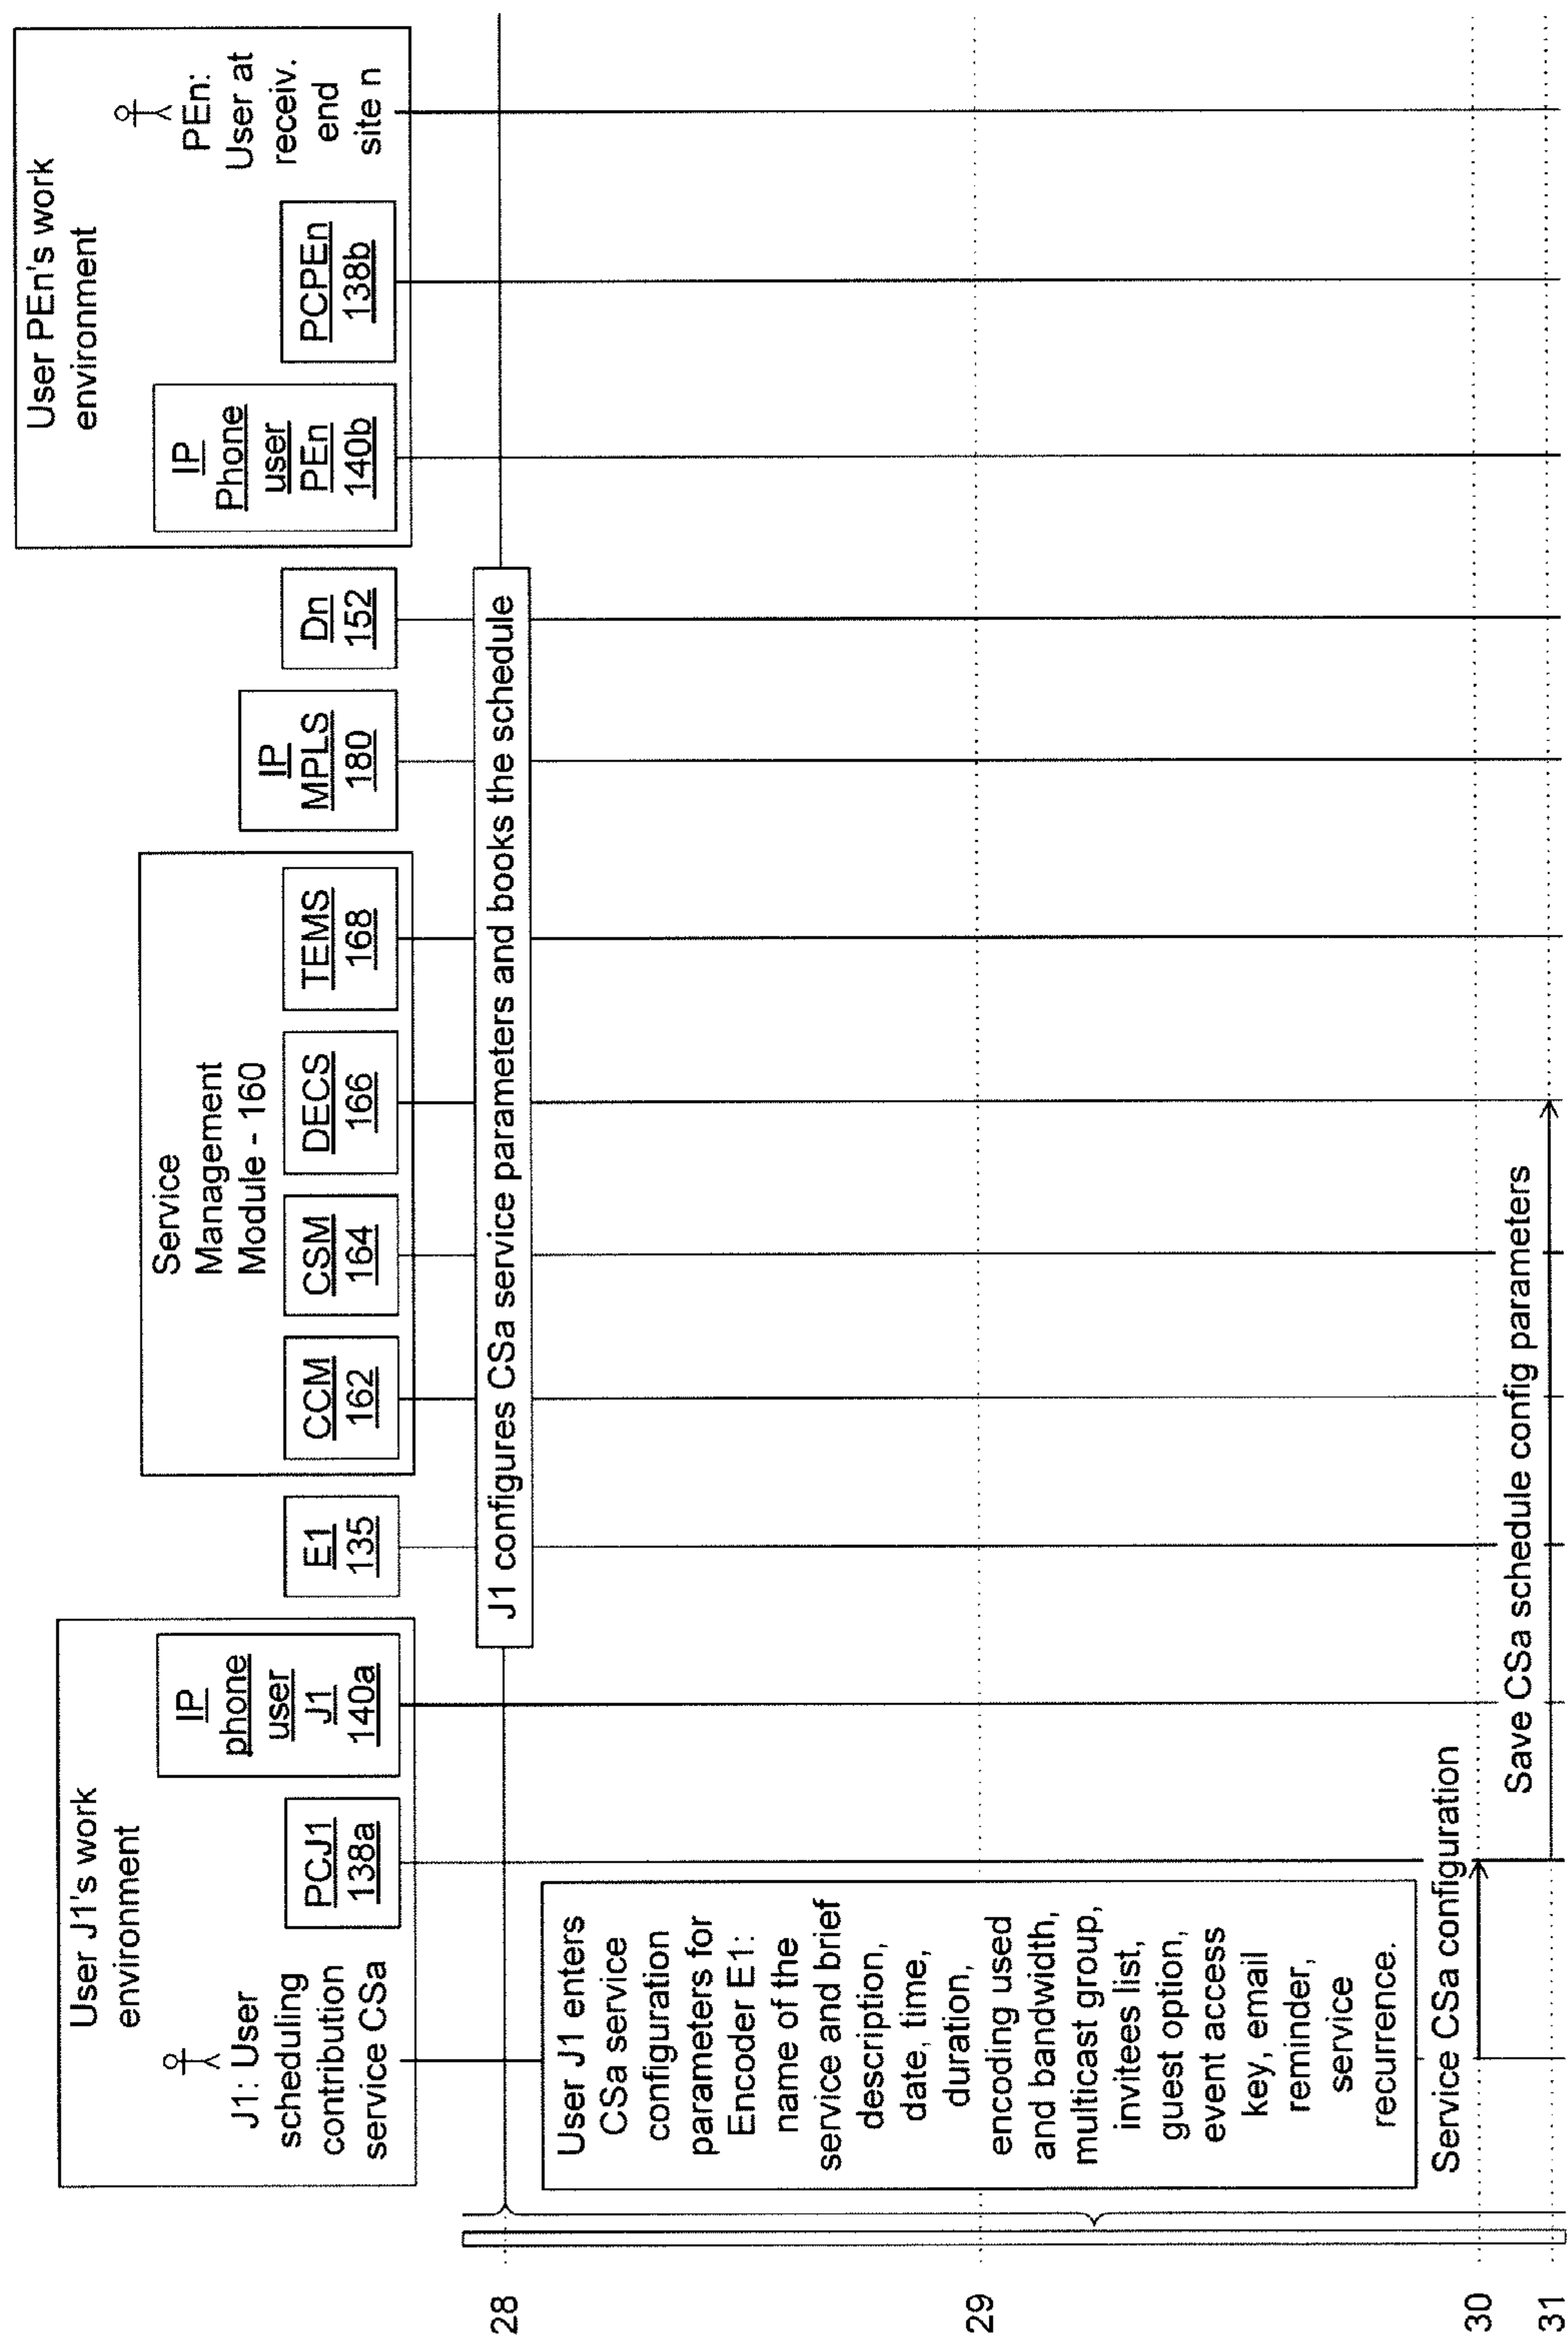 User J1's work
environment
J1: User
scheduling
contribution
service CSa
PCJ1
138a
IP
phone
user
J1
140a
E1
135
Service
Management
Module - 160
CCM
162
CSM
164
DECS
166
TEMS
168
IP
MPLS
180
Dn
152
User PEn's work
environment
IP
Phone
user
PEn
140b
PCPEn
138b
PEn:
User at
receiv.
end
site n
28
J1 configures CSa service parameters and books the schedule
29
User J1 enters
CSa service
configuration
parameters for
Encoder E1:
name of the
service and brief
description,
date, time,
duration,
encoding used
and bandwidth,
multicast group,
invitees list,
guest option,
event access
key, email
reminder,
service
recurrence.
30
Service CSa configuration
31
Save CSa schedule config parameters